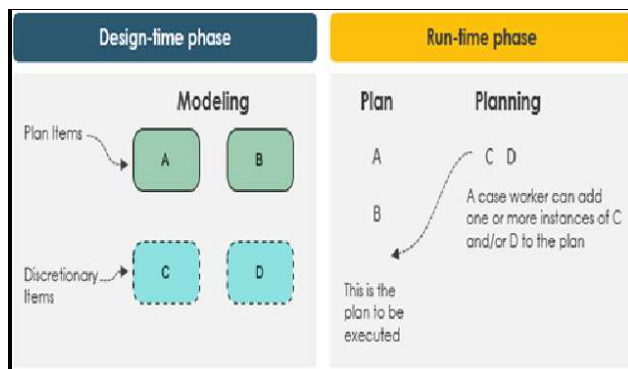 Design-time phase
Modeling
Plan Items
A
B
Discretionary
Items
C
D
Run-time phase
Plan
Planning
A
C D
B
A case worker can add
one or more instances of C
and/or D to the plan
This is the
plan to be
executed